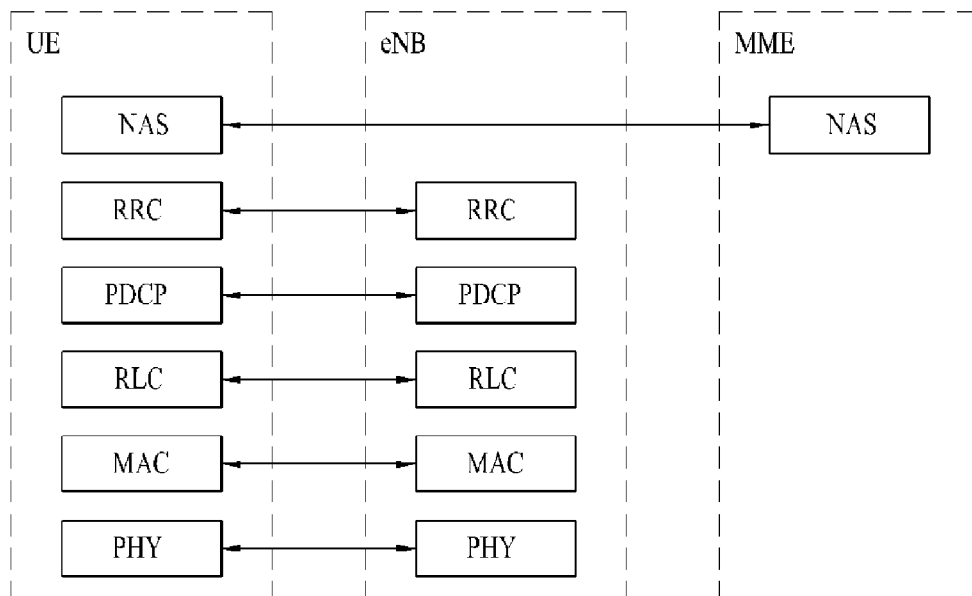 UE eNB MME
NAS NAS
RRC RRC
PDCP PDCP
RLC RLC
MAC MAC
PHY PHY